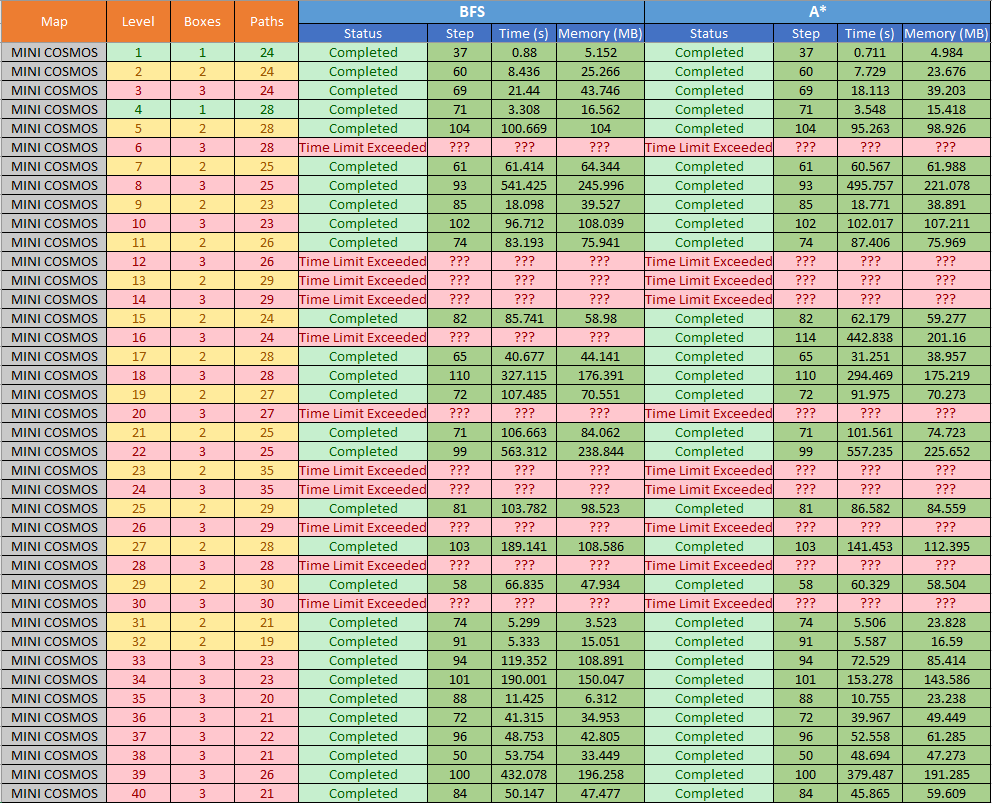 Map Level Boxes Paths BFS A*
Status Step Time (s) Memory (MB) Status Step Time (s) Memory (MB)
MINI COSMOS 1 1 24 Completed 37 0.88 5.152 Completed 37 0.711 4.984
MINI COSMOS 2 2 24 Completed 60 8.436 25.266 Completed 60 7.729 23.676
MINI COSMOS 3 3 24 Completed 69 21.44 43.746 Completed 69 18.113 39.203
MINI COSMOS 4 1 28 Completed 71 3.308 16.562 Completed 71 3.548 15.418
MINI COSMOS 5 2 28 Completed 104 100.669 104 Completed 104 95.263 98.926
MINI COSMOS 6 3 28 Time Limit Exceeded ??? ??? ??? Time Limit Exceeded ??? ??? ???
MINI COSMOS 7 2 25 Completed 61 61.414 64.344 Completed 61 60.567 61.988
MINI COSMOS 8 3 25 Completed 93 541.425 245.996 Completed 93 495.757 221.078
MINI COSMOS 9 2 23 Completed 85 18.098 39.527 Completed 85 18.771 38.891
MINI COSMOS 10 3 23 Completed 102 96.712 108.039 Completed 102 102.017 107.211
MINI COSMOS 11 2 26 Completed 74 83.193 75.941 Completed 74 87.406 75.969
MINI COSMOS 12 3 26 Time Limit Exceeded ??? ??? ??? Time Limit Exceeded ??? ??? ???
MINI COSMOS 13 2 29 Time Limit Exceeded ??? ??? ??? Time Limit Exceeded ??? ??? ???
MINI COSMOS 14 3 29 Time Limit Exceeded ??? ??? ??? Time Limit Exceeded ??? ??? ???
MINI COSMOS 15 2 24 Completed 82 85.741 58.98 Completed 82 62.179 59.277
MINI COSMOS 16 3 24 Time Limit Exceeded ??? ??? ??? Completed 114 442.838 201.16
MINI COSMOS 17 2 28 Completed 65 40.677 44.141 Completed 65 31.251 38.957
MINI COSMOS 18 3 28 Completed 110 327.115 176.391 Completed 110 294.469 175.219
MINI COSMOS 19 2 27 Completed 72 107.485 70.551 Completed 72 91.975 70.273
MINI COSMOS 20 3 27 Time Limit Exceeded ??? ??? ??? Time Limit Exceeded ??? ??? ???
MINI COSMOS 21 2 25 Completed 71 106.663 84.062 Completed 71 101.561 74.723
MINI COSMOS 22 3 25 Completed 99 563.312 238.844 Completed 99 557.235 225.652
MINI COSMOS 23 2 35 Time Limit Exceeded ??? ??? ??? Time Limit Exceeded ??? ??? ???
MINI COSMOS 24 3 35 Time Limit Exceeded ??? ??? ??? Time Limit Exceeded ??? ??? ???
MINI COSMOS 25 2 29 Completed 81 103.782 98.523 Completed 81 86.582 84.559
MINI COSMOS 26 3 29 Time Limit Exceeded ??? ??? ??? Time Limit Exceeded ??? ??? ???
MINI COSMOS 27 2 28 Completed 103 189.141 108.586 Completed 103 141.453 112.395
MINI COSMOS 28 3 28 Time Limit Exceeded ??? ??? ??? Time Limit Exceeded ??? ??? ???
MINI COSMOS 29 2 30 Completed 58 66.835 47.934 Completed 58 60.329 58.504
MINI COSMOS 30 3 30 Time Limit Exceeded ??? ??? ??? Time Limit Exceeded ??? ??? ???
MINI COSMOS 31 2 21 Completed 74 5.299 3.523 Completed 74 5.506 23.828
MINI COSMOS 32 2 19 Completed 91 5.333 15.051 Completed 91 5.587 16.59
MINI COSMOS 33 3 23 Completed 94 119.352 108.891 Completed 94 72.529 85.414
MINI COSMOS 34 3 23 Completed 101 190.001 150.047 Completed 101 153.278 143.586
MINI COSMOS 35 3 20 Completed 88 11.425 6.312 Completed 88 10.755 23.238
MINI COSMOS 36 3 21 Completed 72 41.315 34.953 Completed 72 39.967 49.449
MINI COSMOS 37 3 22 Completed 96 48.753 42.805 Completed 96 52.558 61.285
MINI COSMOS 38 3 21 Completed 50 53.754 33.449 Completed 50 48.694 47.273
MINI COSMOS 39 3 26 Completed 100 432.078 196.258 Completed 100 379.487 191.285
MINI COSMOS 40 3 21 Completed 84 50.147 47.477 Completed 84 45.865 59.609